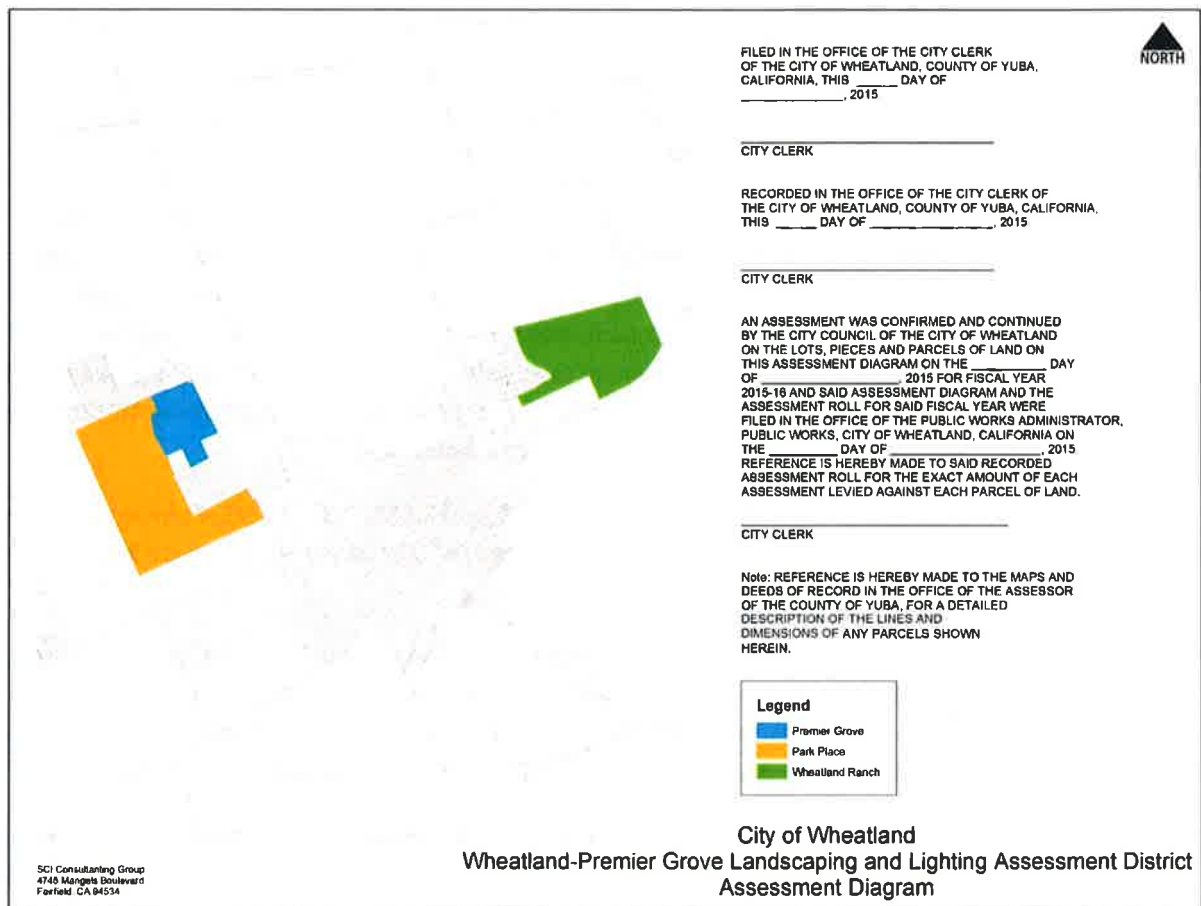 FILED IN THE OFFICE OF THE CITY CLERK
OF THE CITY OF WHEATLAND, COUNTY OF YUBA,
CALIFORNIA, THIS ______ DAY OF
_______________, 2015
NORTH
CITY CLERK
RECORDED IN THE OFFICE OF THE CITY CLERK OF
THE CITY OF WHEATLAND, COUNTY OF YUBA, CALIFORNIA,
THIS ______ DAY OF __________________, 2015
CITY CLERK
AN ASSESSMENT WAS CONFIRMED AND CONTINUED
BY THE CITY COUNCIL OF THE CITY OF WHEATLAND
ON THE LOTS, PIECES AND PARCELS OF LAND ON
THIS ASSESSMENT DIAGRAM ON THE ___________ DAY
OF ____________________, 2015 FOR FISCAL YEAR
2015-16 AND SAID ASSESSMENT DIAGRAM AND THE
ASSESSMENT ROLL FOR SAID FISCAL YEAR WERE
FILED IN THE OFFICE OF THE PUBLIC WORKS ADMINISTRATOR,
PUBLIC WORKS, CITY OF WHEATLAND, CALIFORNIA ON
THE __________ DAY OF ______________________, 2015
REFERENCE IS HEREBY MADE TO SAID RECORDED
ASSESSMENT ROLL FOR THE EXACT AMOUNT OF EACH
ASSESSMENT LEVIED AGAINST EACH PARCEL OF LAND.
CITY CLERK
Note: REFERENCE IS HEREBY MADE TO THE MAPS AND
DEEDS OF RECORD IN THE OFFICE OF THE ASSESSOR
OF THE COUNTY OF YUBA, FOR A DETAILED
DESCRIPTION OF THE LINES AND
DIMENSIONS OF ANY PARCELS SHOWN
HEREIN.
Legend
Premier Grove
Park Place
Wheatland Ranch
City of Wheatland
Wheatland-Premier Grove Landscaping and Lighting Assessment District
Assessment Diagram
SCI Consultanting Group
4745 Mangels Boulevard
Fairfield CA 94534